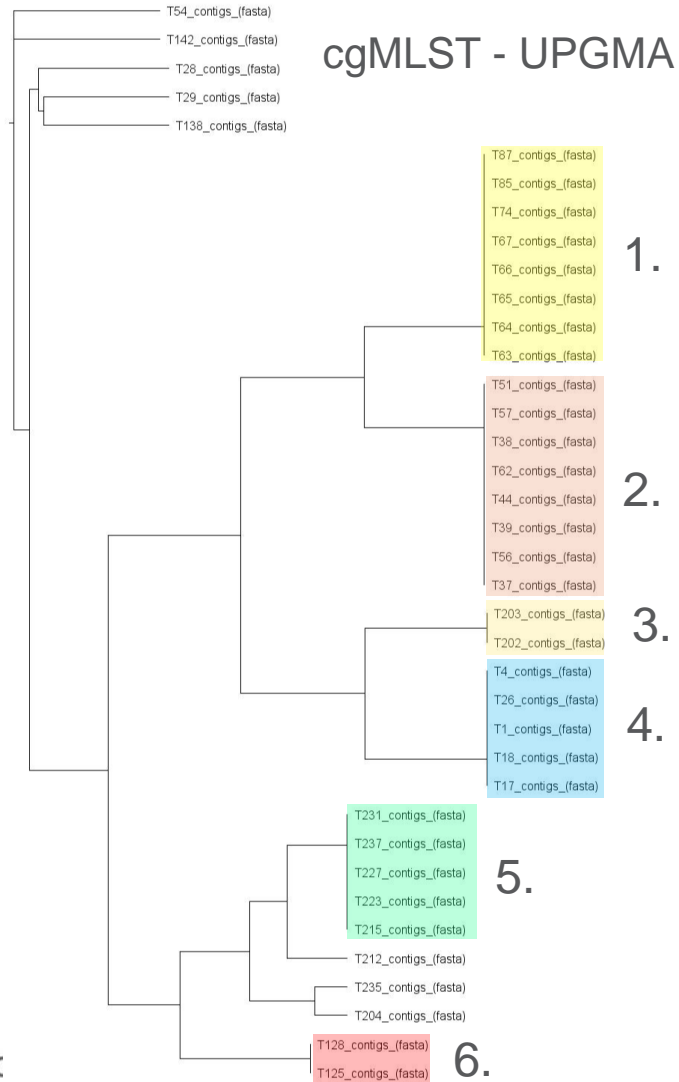 T54_contigs_(fasta)
cgMLST - UPGMA
T142_contigs_(fasta)
T28_contigs_(fasta)
T29_contigs_(fasta)
T138_contigs_(fasta)
T87_contigs_(fasta)
T85_contigs_(fasta)
T74_contigs_(fasta)
T67_contigs_(fasta)
1.
T66_contigs_(fasta)
T65_contigs_(fasta)
T64_contigs_(fasta)
T63_contigs_(fasta)
T51_contigs_(fasta)
T57_contigs_(fasta)
T38_contigs_(fasta)
T62_contigs_(fasta)
2.
T44_contigs_(fasta)
T39_contigs_(fasta)
T56_contigs_(fasta)
T37_contigs_(fasta)
T203_contigs_(fasta)
3.
T202_contigs_(fasta)
T4_contigs_(fasta)
T26_contigs_(fasta)
T1_contigs_(fasta)
4.
T18_contigs_(fasta)
T17_contigs_(fasta)
T231_contigs_(fasta)
T237_contigs_(fasta)
T227_contigs_(fasta)
5.
T223_contigs_(fasta)
T215_contigs_(fasta)
T212_contigs_(fasta)
T235_contigs_(fasta)
T204_contigs_(fasta)
T128_contigs_(fasta)
6.
T125_contigs_(fasta)